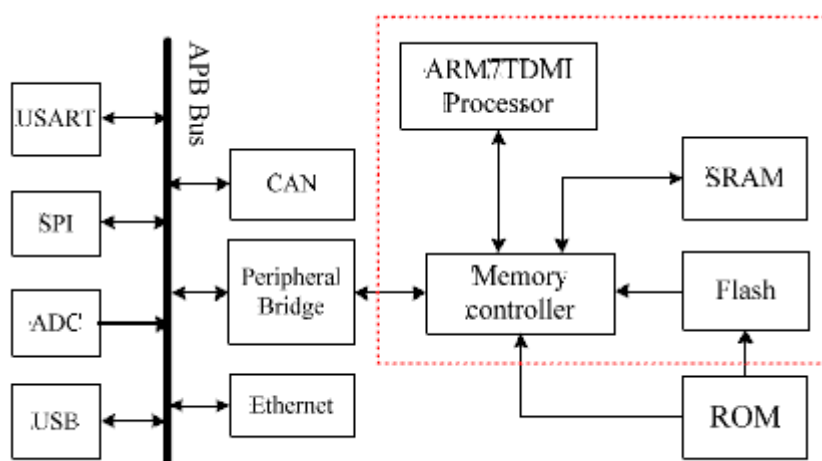 APB Bus
USART
SPI
ADC
USB
CAN
Peripheral
Bridge
Ethernet
ARM7TDMI
Processor
Memory
controller
SRAM
Flash
ROM